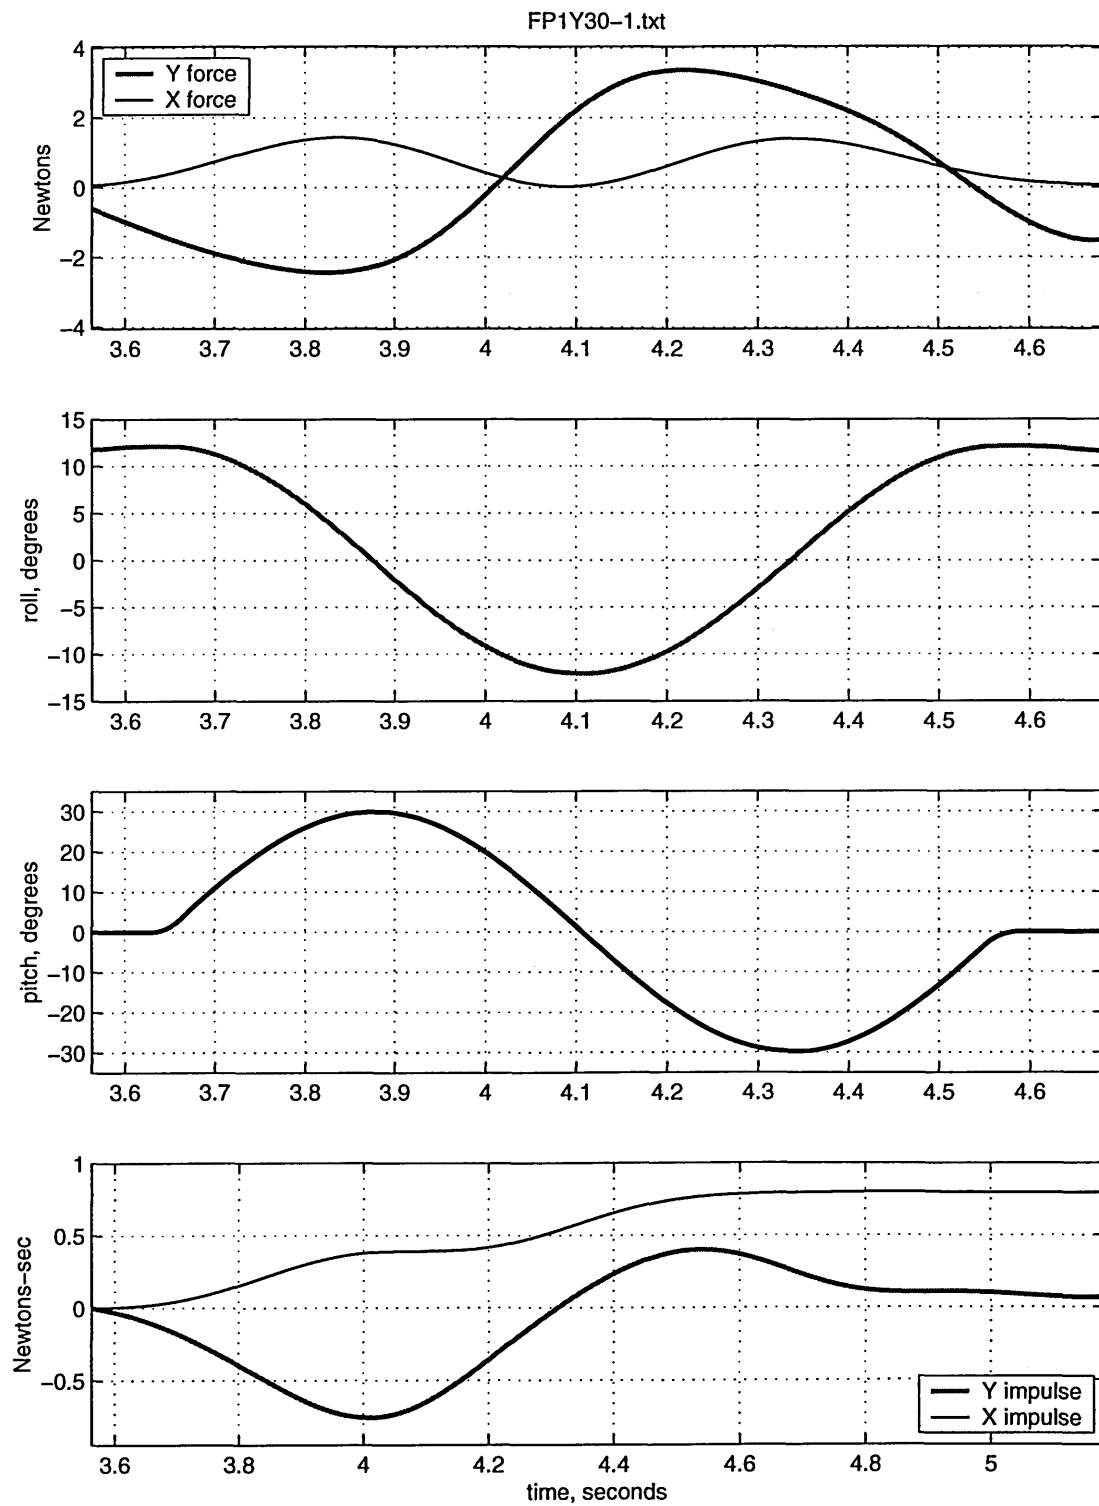 FP1Y30−1.txt
4
2
0
−2
−4
Newtons
Y force
X force
3.6 3.7 3.8 3.9 4 4.1 4.2 4.3 4.4 4.5 4.6
15
10
5
0
−5
−10
−15
roll, degrees
3.6 3.7 3.8 3.9 4 4.1 4.2 4.3 4.4 4.5 4.6
30
20
10
0
−10
−20
−30
pitch, degrees
3.6 3.7 3.8 3.9 4 4.1 4.2 4.3 4.4 4.5 4.6
1
0.5
0
−0.5
Newtons−sec
Y impulse
X impulse
3.6 3.8 4 4.2 4.4 4.6 4.8 5
time, seconds